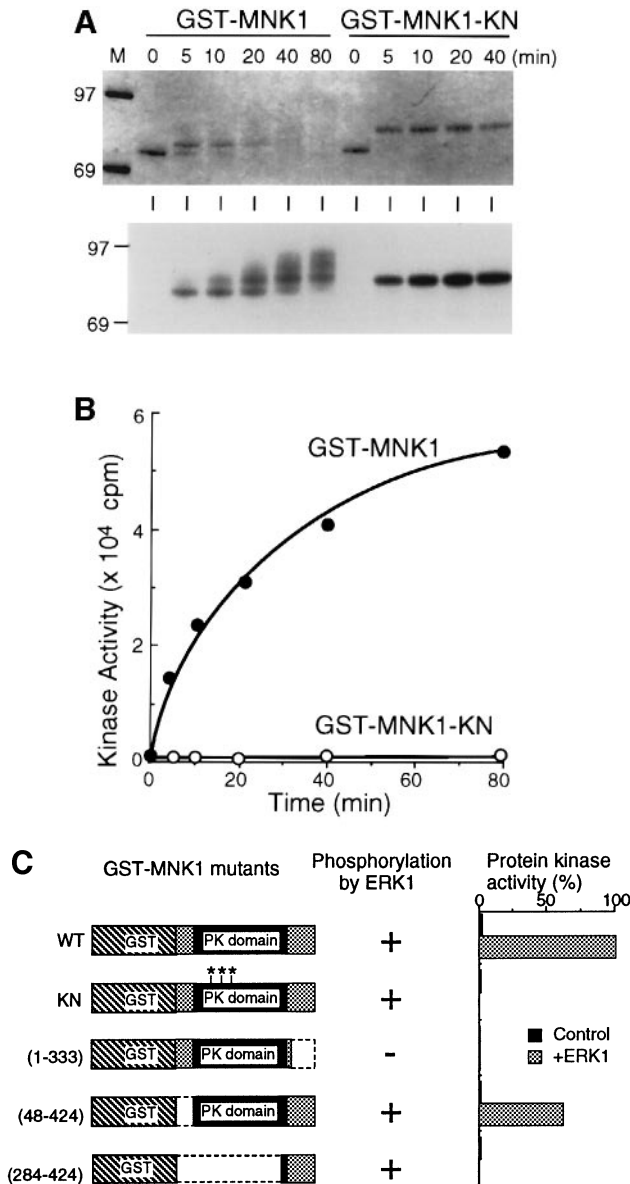 A
GST-MNK1 GST-MNK1-KN
M 0 5 10 20 40 80 0 5 10 20 40 (min)
97
69
97
69
B
GST-MNK1
GST-MNK1-KN
Kinase Activity (x 10⁴ cpm)
6
4
2
0
0 20 40 60 80
Time (min)
C
GST-MNK1 mutants
Phosphorylation by ERK1
Protein kinase activity (%)
0 50 100
WT GST PK domain +
***
KN GST PK domain +
(1-333) GST PK domain -
(48-424) GST PK domain +
(284-424) GST +
Control
+ERK1